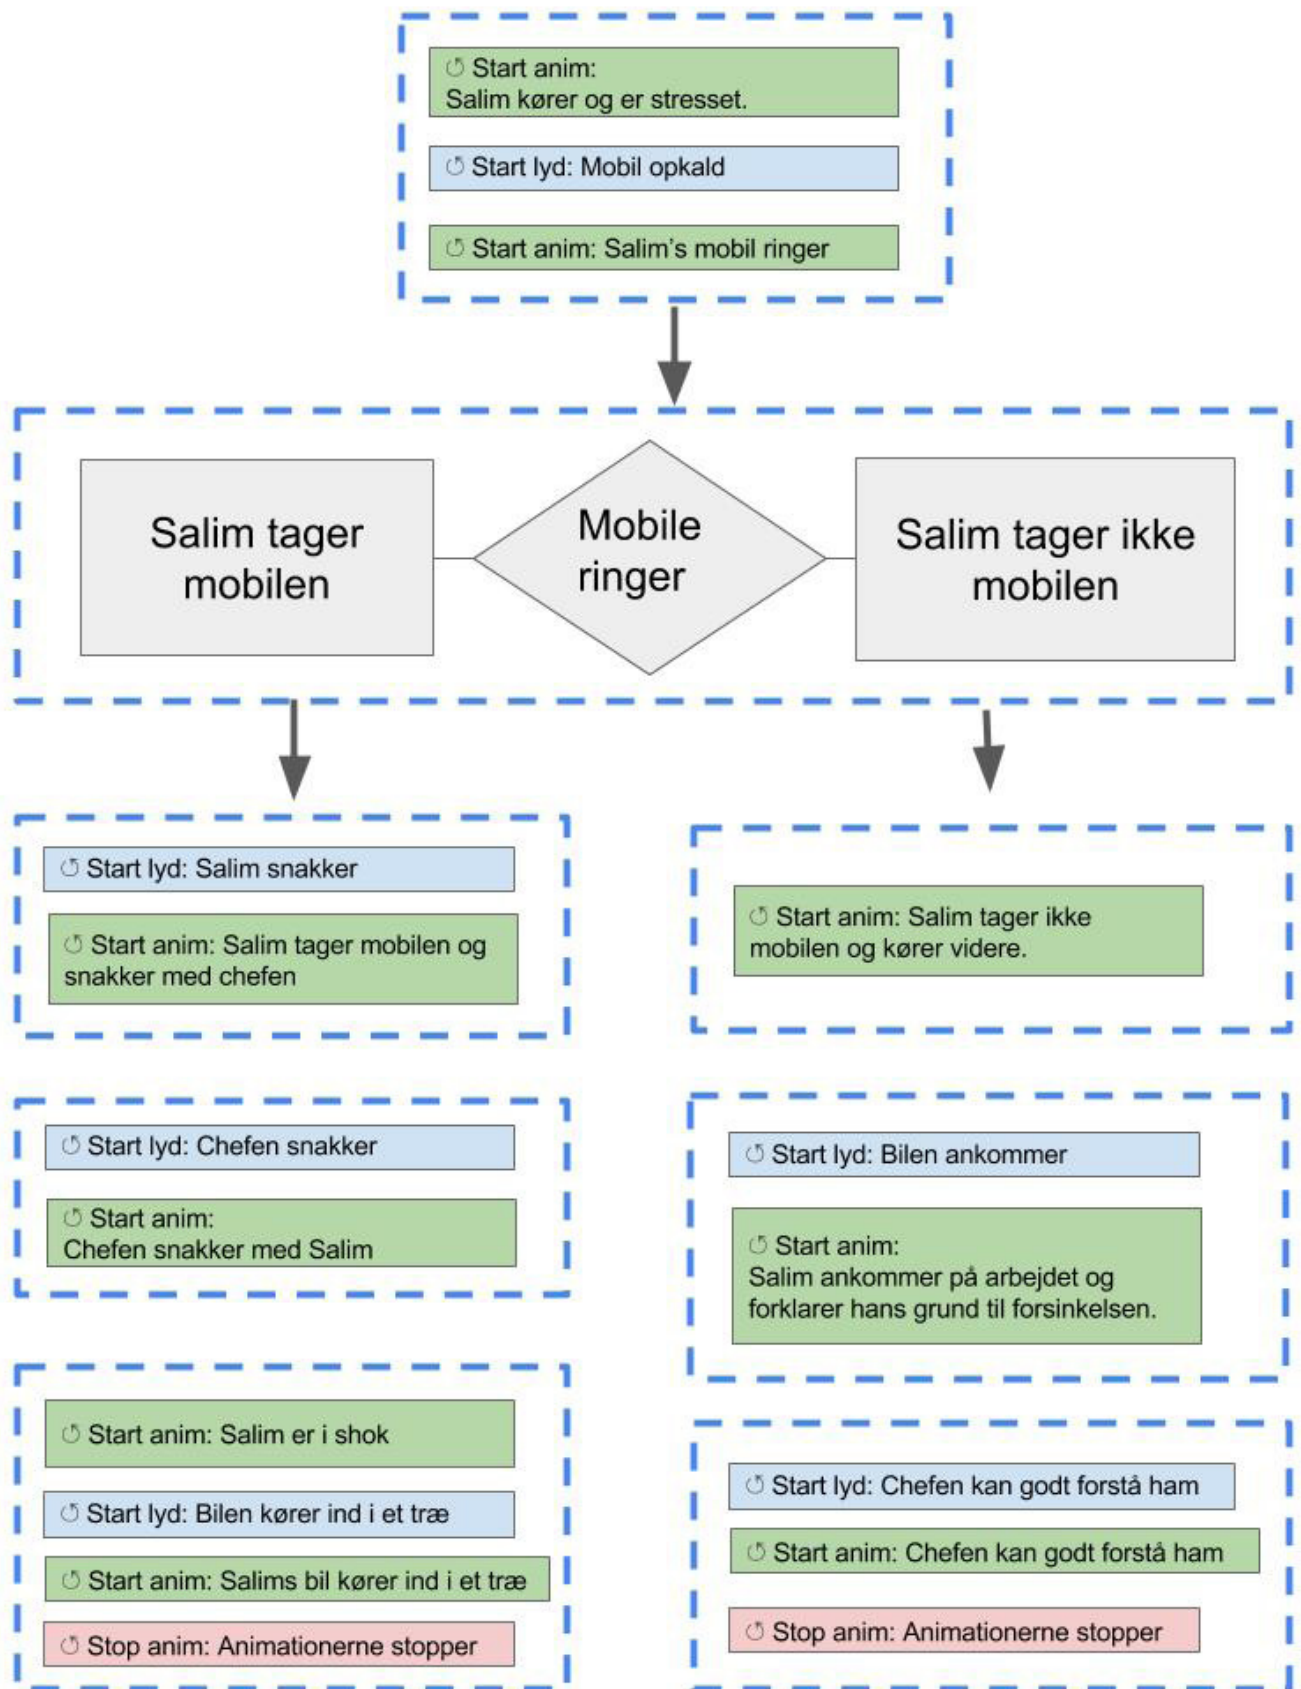 ↺ Start anim:
Salim kører og er stresset.
↺ Start lyd: Mobil opkald
↺ Start anim: Salim's mobil ringer
Salim tager
mobilen
Mobile
ringer
Salim tager ikke
mobilen
↺ Start lyd: Salim snakker
↺ Start anim: Salim tager mobilen og
snakker med chefen
↺ Start lyd: Chefen snakker
↺ Start anim:
Chefen snakker med Salim
↺ Start anim: Salim er i shok
↺ Start lyd: Bilen kører ind i et træ
↺ Start anim: Salims bil kører ind i et træ
↺ Stop anim: Animationerne stopper
↺ Start anim: Salim tager ikke
mobilen og kører videre.
↺ Start lyd: Bilen ankommer
↺ Start anim:
Salim ankommer på arbejdet og
forklarer hans grund til forsinkelsen.
↺ Start lyd: Chefen kan godt forstå ham
↺ Start anim: Chefen kan godt forstå ham
↺ Stop anim: Animationerne stopper